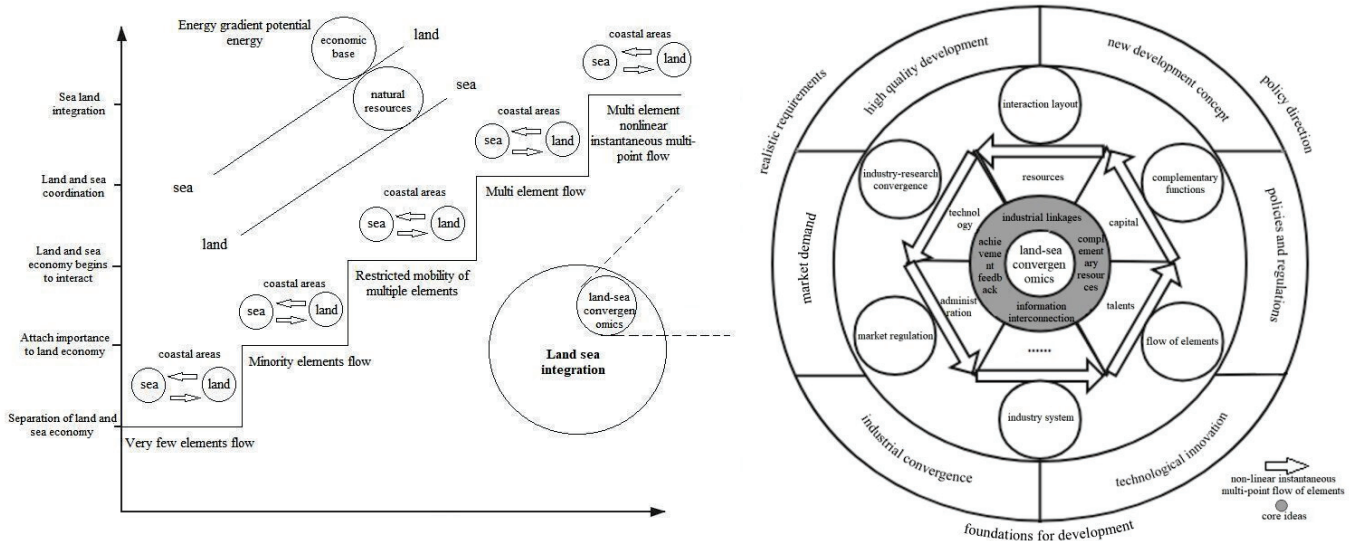 Energy gradient potential
energy
economic
base
land
natural
resources
sea
sea
land
Sea land
integration
Land and sea
coordination
Land and sea
economy begins
to interact
Attach importance
to land economy
Separation of land and
sea economy
coastal areas
sea
land
Very few elements flow
coastal areas
sea
land
Minority elements flow
coastal areas
sea
land
Restricted mobility of
multiple elements
coastal areas
sea
land
Multi element flow
coastal areas
sea
land
Multi element
nonlinear
instantaneous multi-
point flow
land-sea
convergen
omics
Land sea
integration
realistic requirements
high quality development
new development concept
policy direction
market demand
policies and regulations
industrial convergence
technological innovation
foundations for development
interaction layout
industry-research
convergence
complementary
functions
market regulation
flow of elements
industry system
resources
technol
ogy
capital
administ
ration
talents
......
industrial linkages
achie
veme
nt
feedb
ack
compl
ement
ary
resour
ces
information
interconnection
land-sea
convergen
omics
non-linear instantaneous
multi-point flow of elements
core ideas